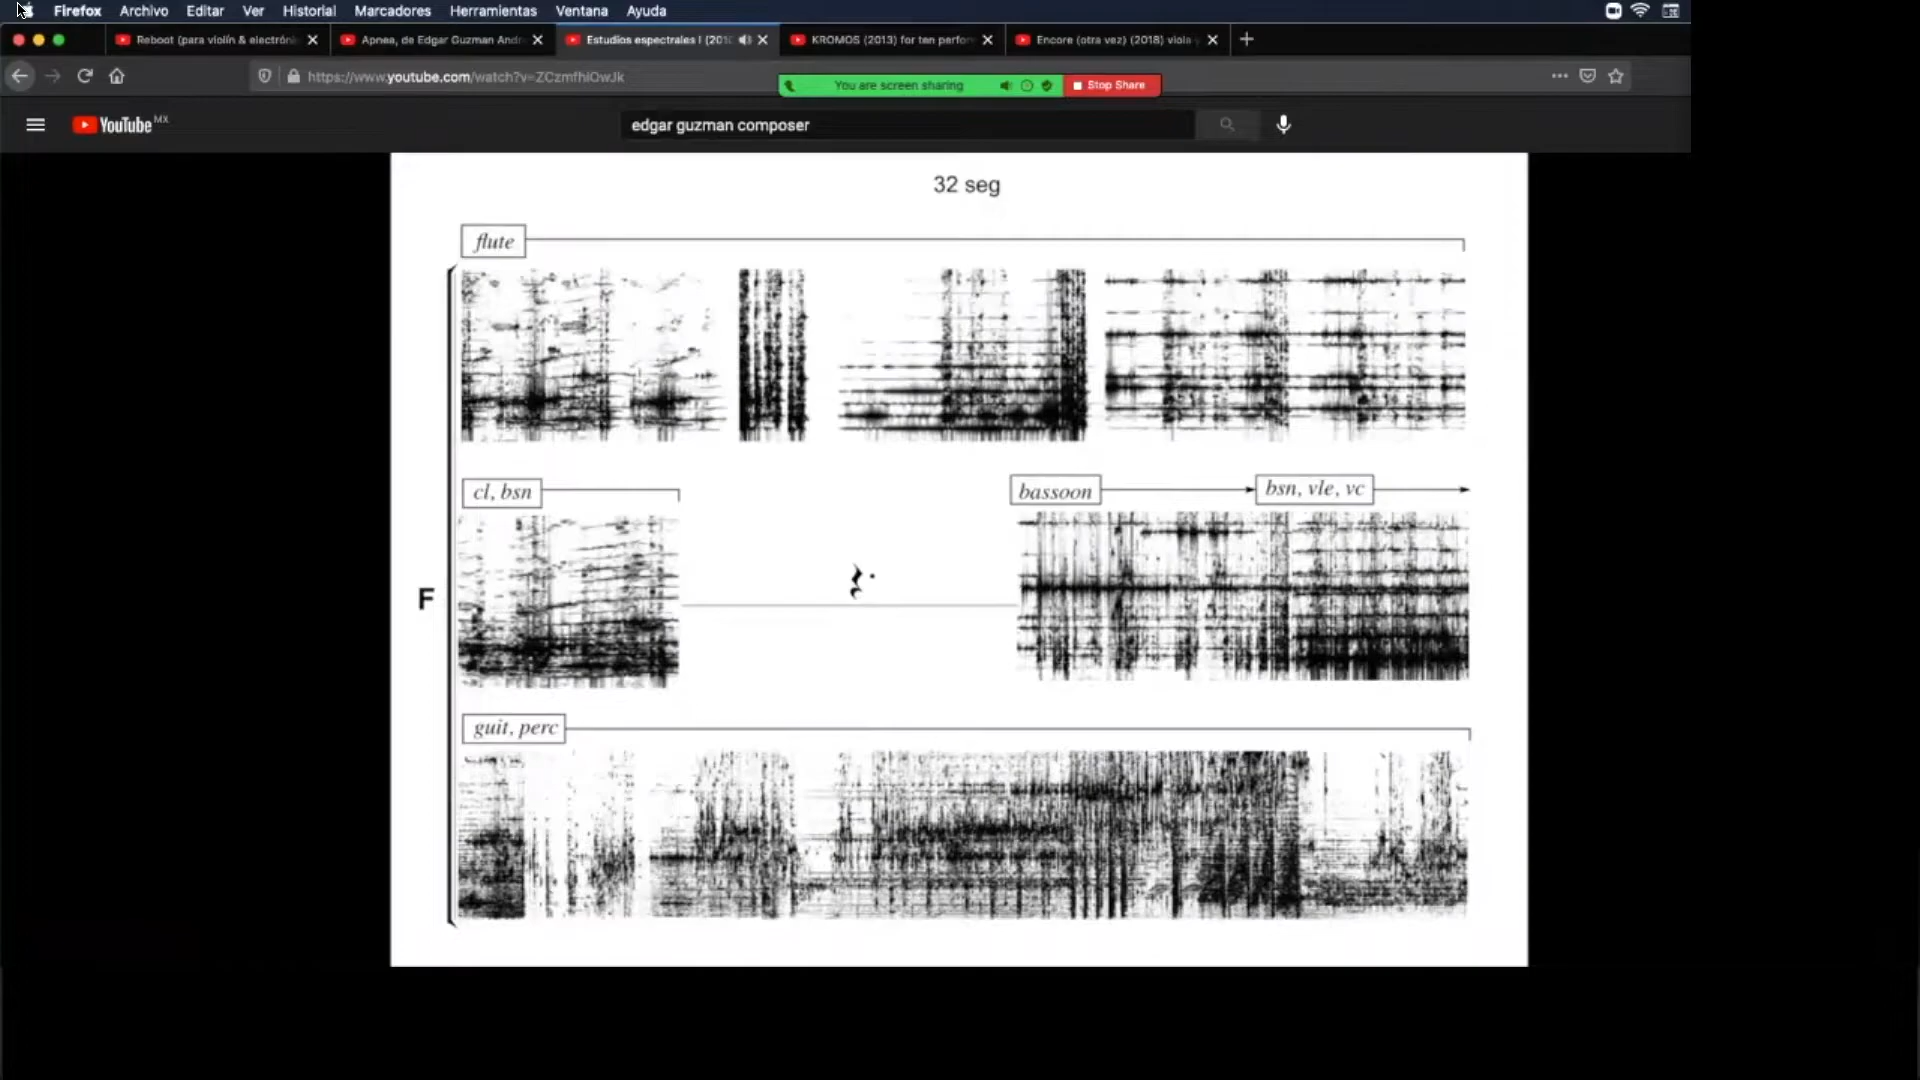 Firefox Archivo Editar Ver Historial Marcadores Herramientas Ventana Ayuda
Reboot (para violín & electróni
Apnea, de Edgar Guzman Andr
Estudios espectrales I (201
KROMOS (2013) for ten perfor
Encore (otra vez) (2018) viola
https://www.youtube.com/watch?v=ZCzmfhIOwJk
You are screen sharing
Stop Share
YouTube MX
edgar guzman composer
32 seg
flute
cl, bsn
bassoon
bsn, vle, vc
F
guit, perc